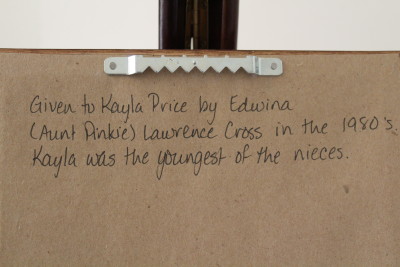 Given to Kayla Price by Edwina
(Aunt Pinkie) Lawrence Cross in the 1980's.
Kayla was the youngest of the nieces.